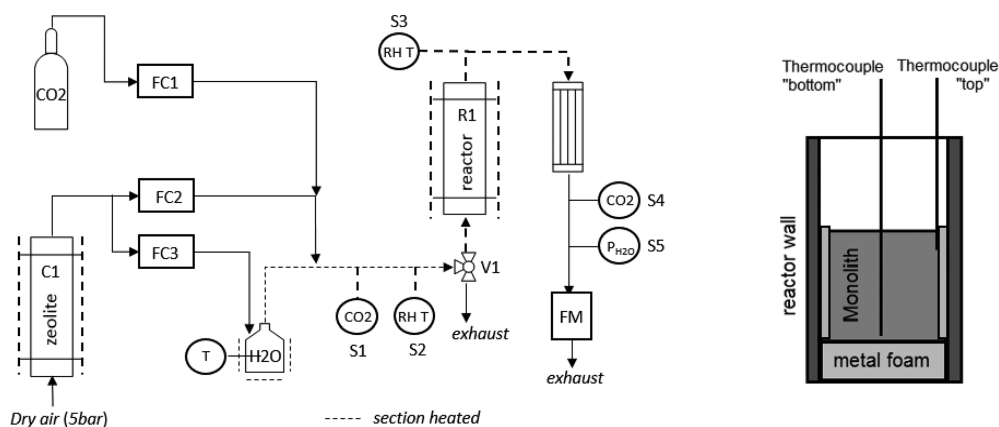 S3
RH T
CO2
FC1
R1
reactor
FC2
CO2
S4
FC3
PH2O
S5
C1
zeolite
V1
CO2
RH T
exhaust
FM
T
H2O
S1
S2
exhaust
Dry air (5bar)
section heated
Thermocouple
"bottom"
Thermocouple
"top"
reactor wall
Monolith
metal foam